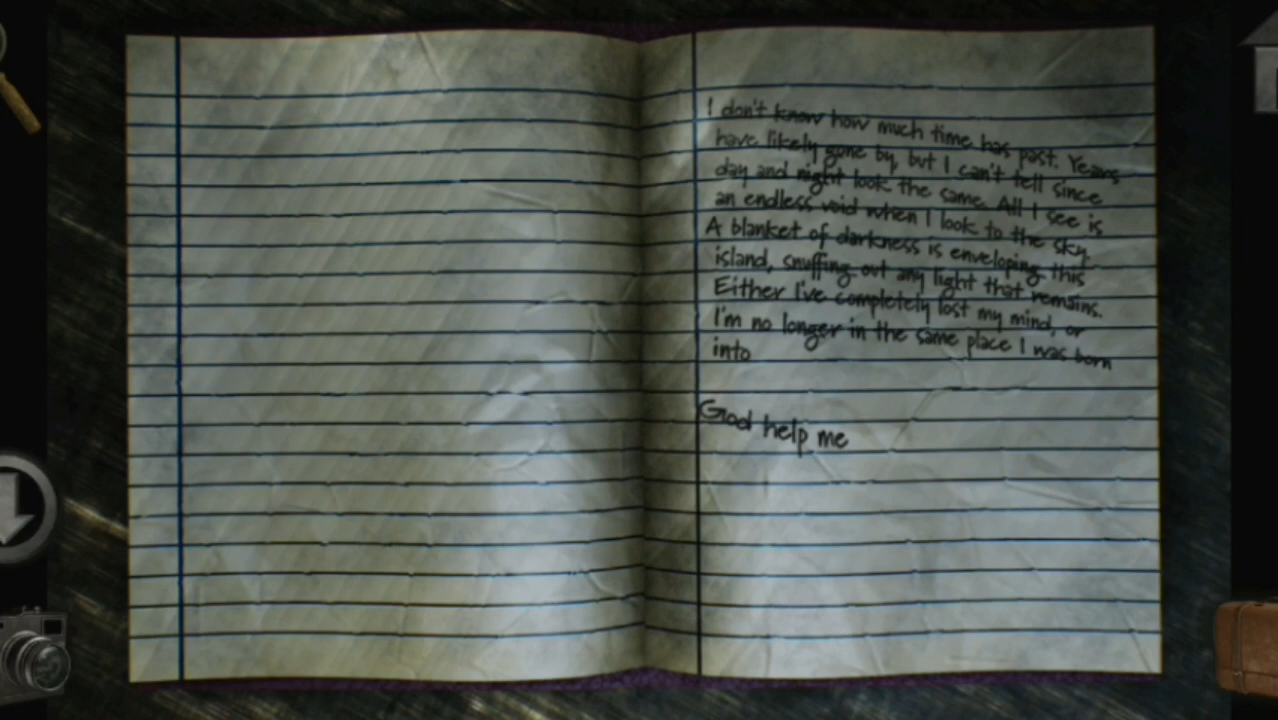 I don't know how much time has past. Years
have likely gone by, but I can't tell since
day and night look the same. All I see is
an endless void when I look to the sky.
A blanket of darkness is enveloping this
island, snuffing out any light that remains.
Either I've completely lost my mind, or
I'm no longer in the same place I was born
into
God help me